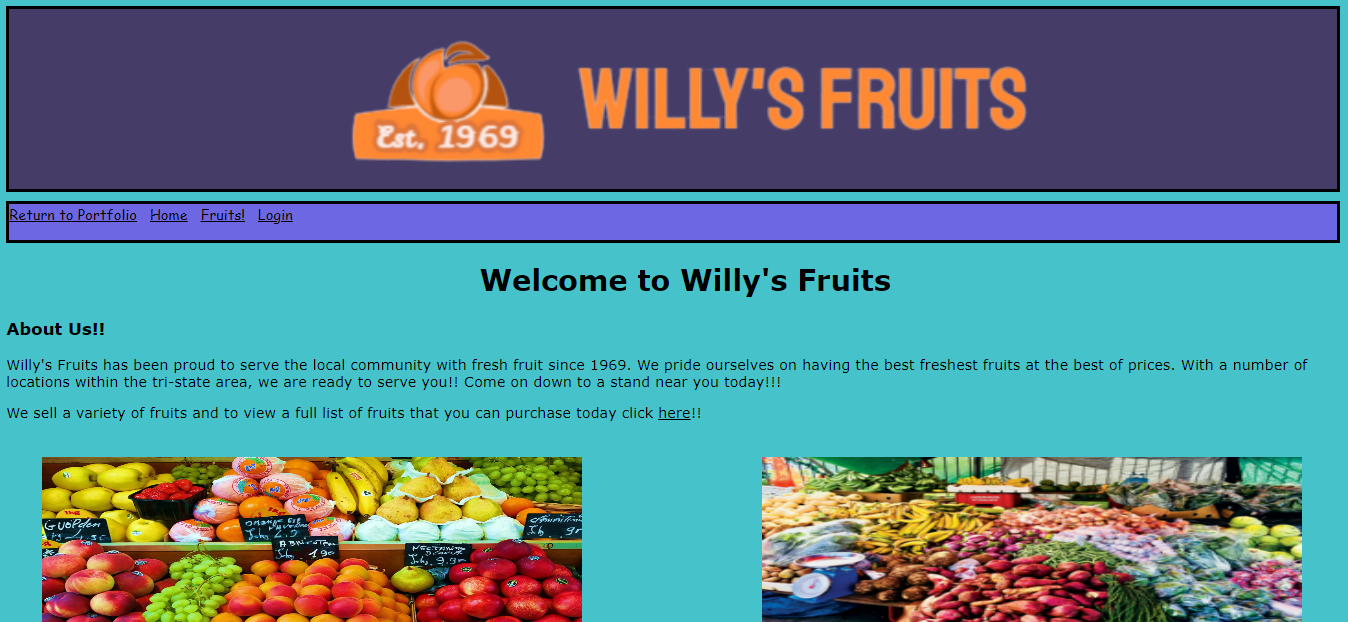 Est. 1969
WILLY'S FRUITS
Return to Portfolio Home Fruits! Login
Welcome to Willy's Fruits
About Us!!
Willy's Fruits has been proud to serve the local community with fresh fruit since 1969. We pride ourselves on having the best freshest fruits at the best of prices. With a number of
locations within the tri-state area, we are ready to serve you!! Come on down to a stand near you today!!!
We sell a variety of fruits and to view a full list of fruits that you can purchase today click here!!